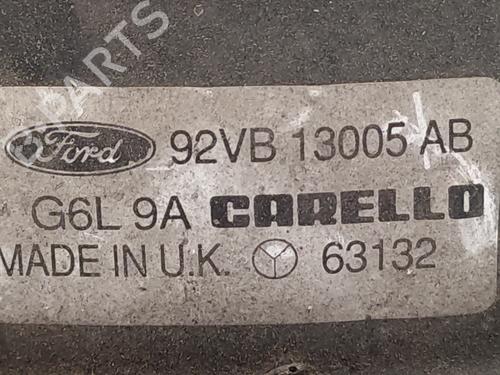 PARTS
Ford 92VB 13005 AB
G6L 9A CARELLO
MADE IN U.K. 63132